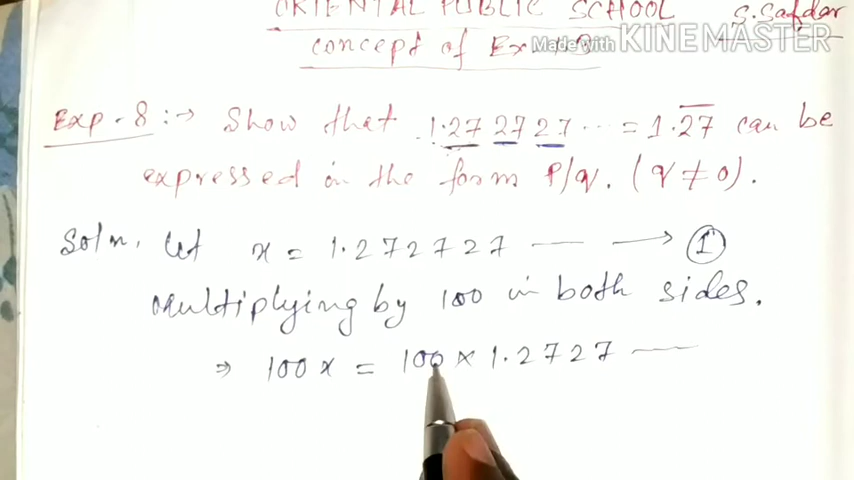 ORIENTAL PUBLIC SCHOOL S. Safdar
concept of
Made with KINEMASTER
Exp - 8 :→ Show that 1.27 27 27 ... = 1.2̅7̅ can be
expressed in the form P/q. (q ≠ 0).
Soln. Let x = 1.272727 —— → ①
Multiplying by 100 in both sides.
⇒ 100x = 100 × 1.2727 ——